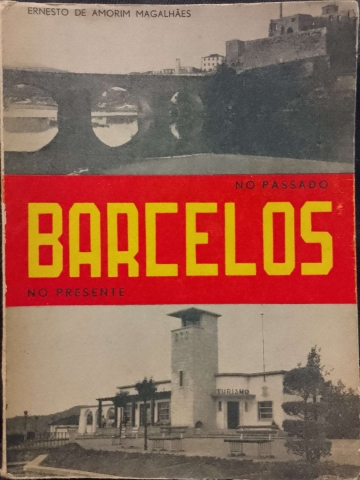 ERNESTO DE AMORIM MAGALHÃES
NO PASSADO
BARCELOS
NO PRESENTE
TURISMO